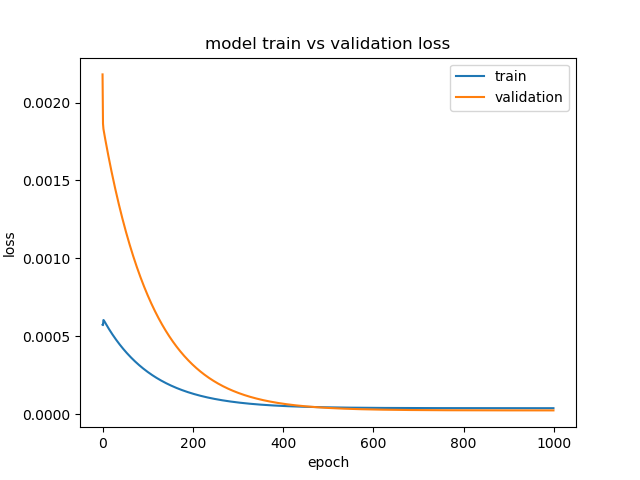 model train vs validation loss
train
validation
loss
0.0020
0.0015
0.0010
0.0005
0.0000
0
200
400
600
800
1000
epoch